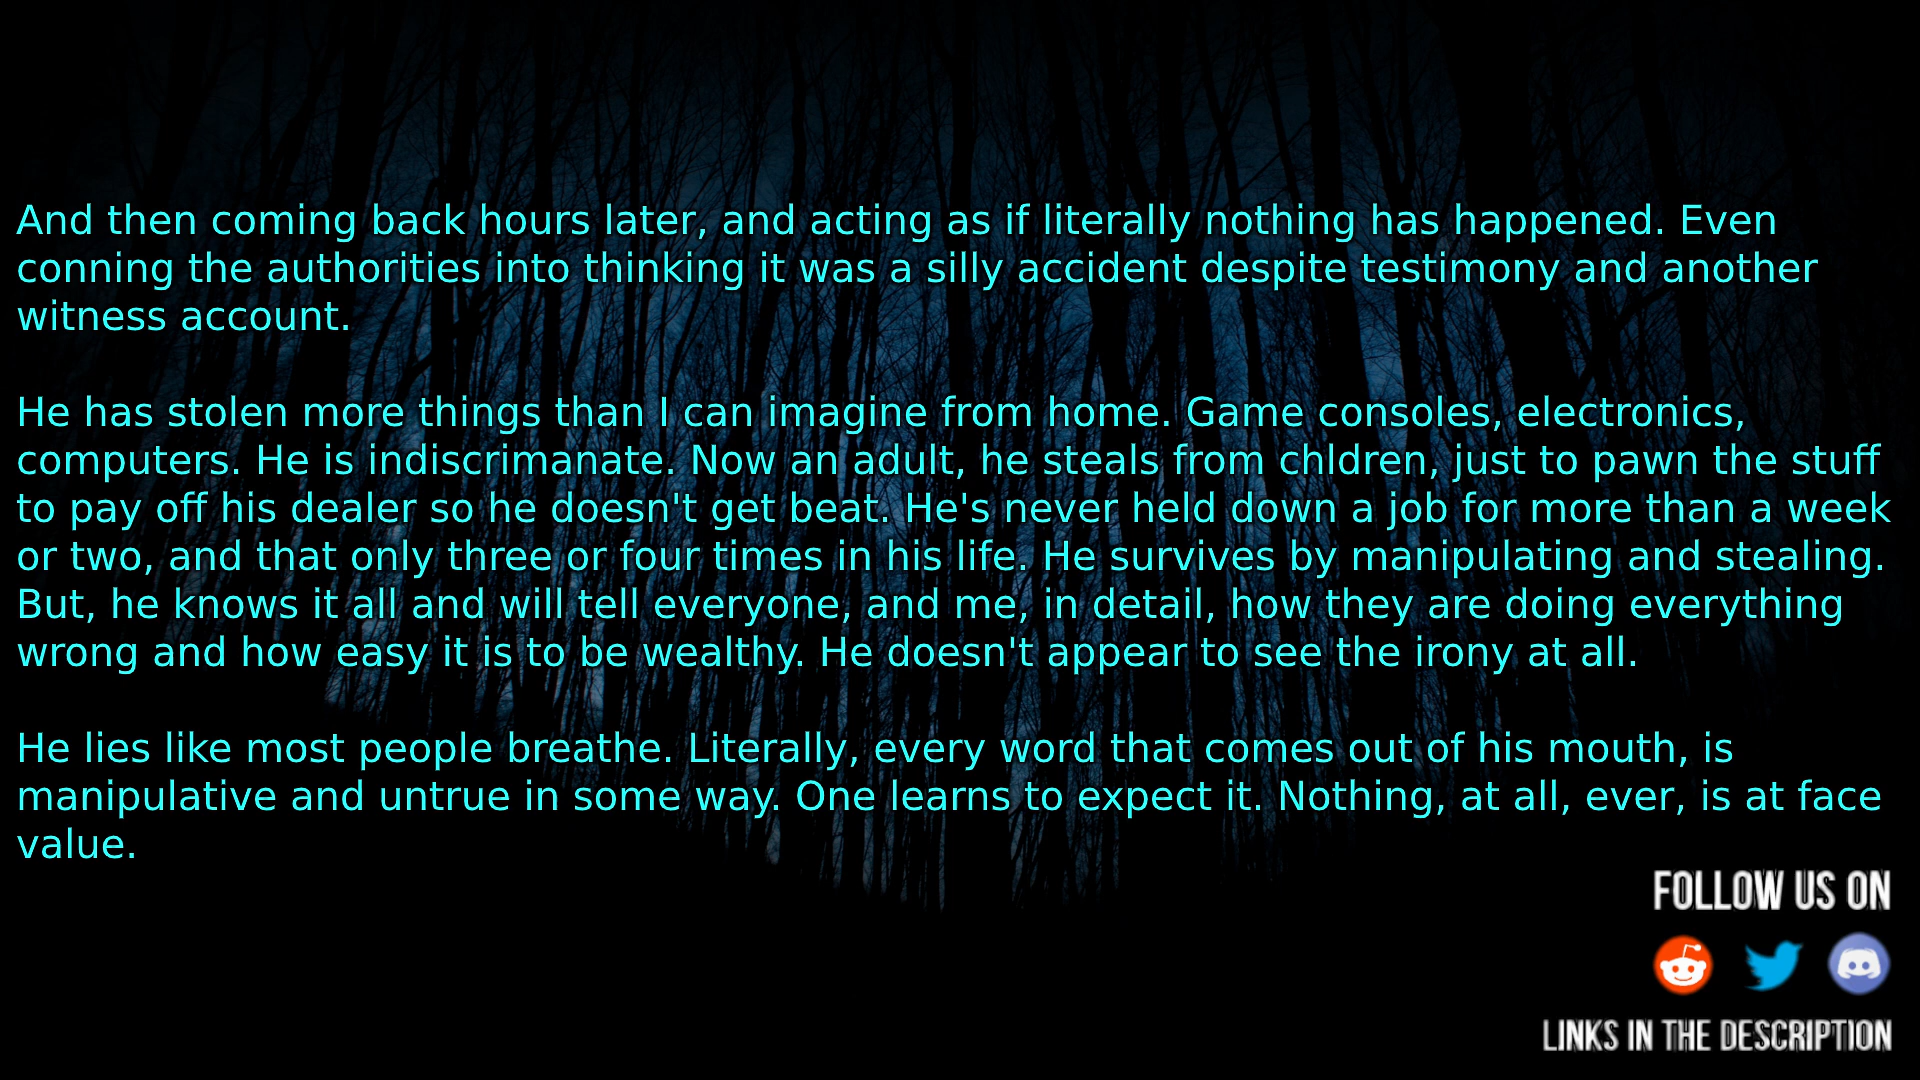 And then coming back hours later, and acting as if literally nothing has happened. Even
conning the authorities into thinking it was a silly accident despite testimony and another
witness account.
He has stolen more things than I can imagine from home. Game consoles, electronics,
computers. He is indiscrimanate. Now an adult, he steals from chldren, just to pawn the stuff
to pay off his dealer so he doesn't get beat. He's never held down a job for more than a week
or two, and that only three or four times in his life. He survives by manipulating and stealing.
But, he knows it all and will tell everyone, and me, in detail, how they are doing everything
wrong and how easy it is to be wealthy. He doesn't appear to see the irony at all.
He lies like most people breathe. Literally, every word that comes out of his mouth, is
manipulative and untrue in some way. One learns to expect it. Nothing, at all, ever, is at face
value.
FOLLOW US ON
LINKS IN THE DESCRIPTION